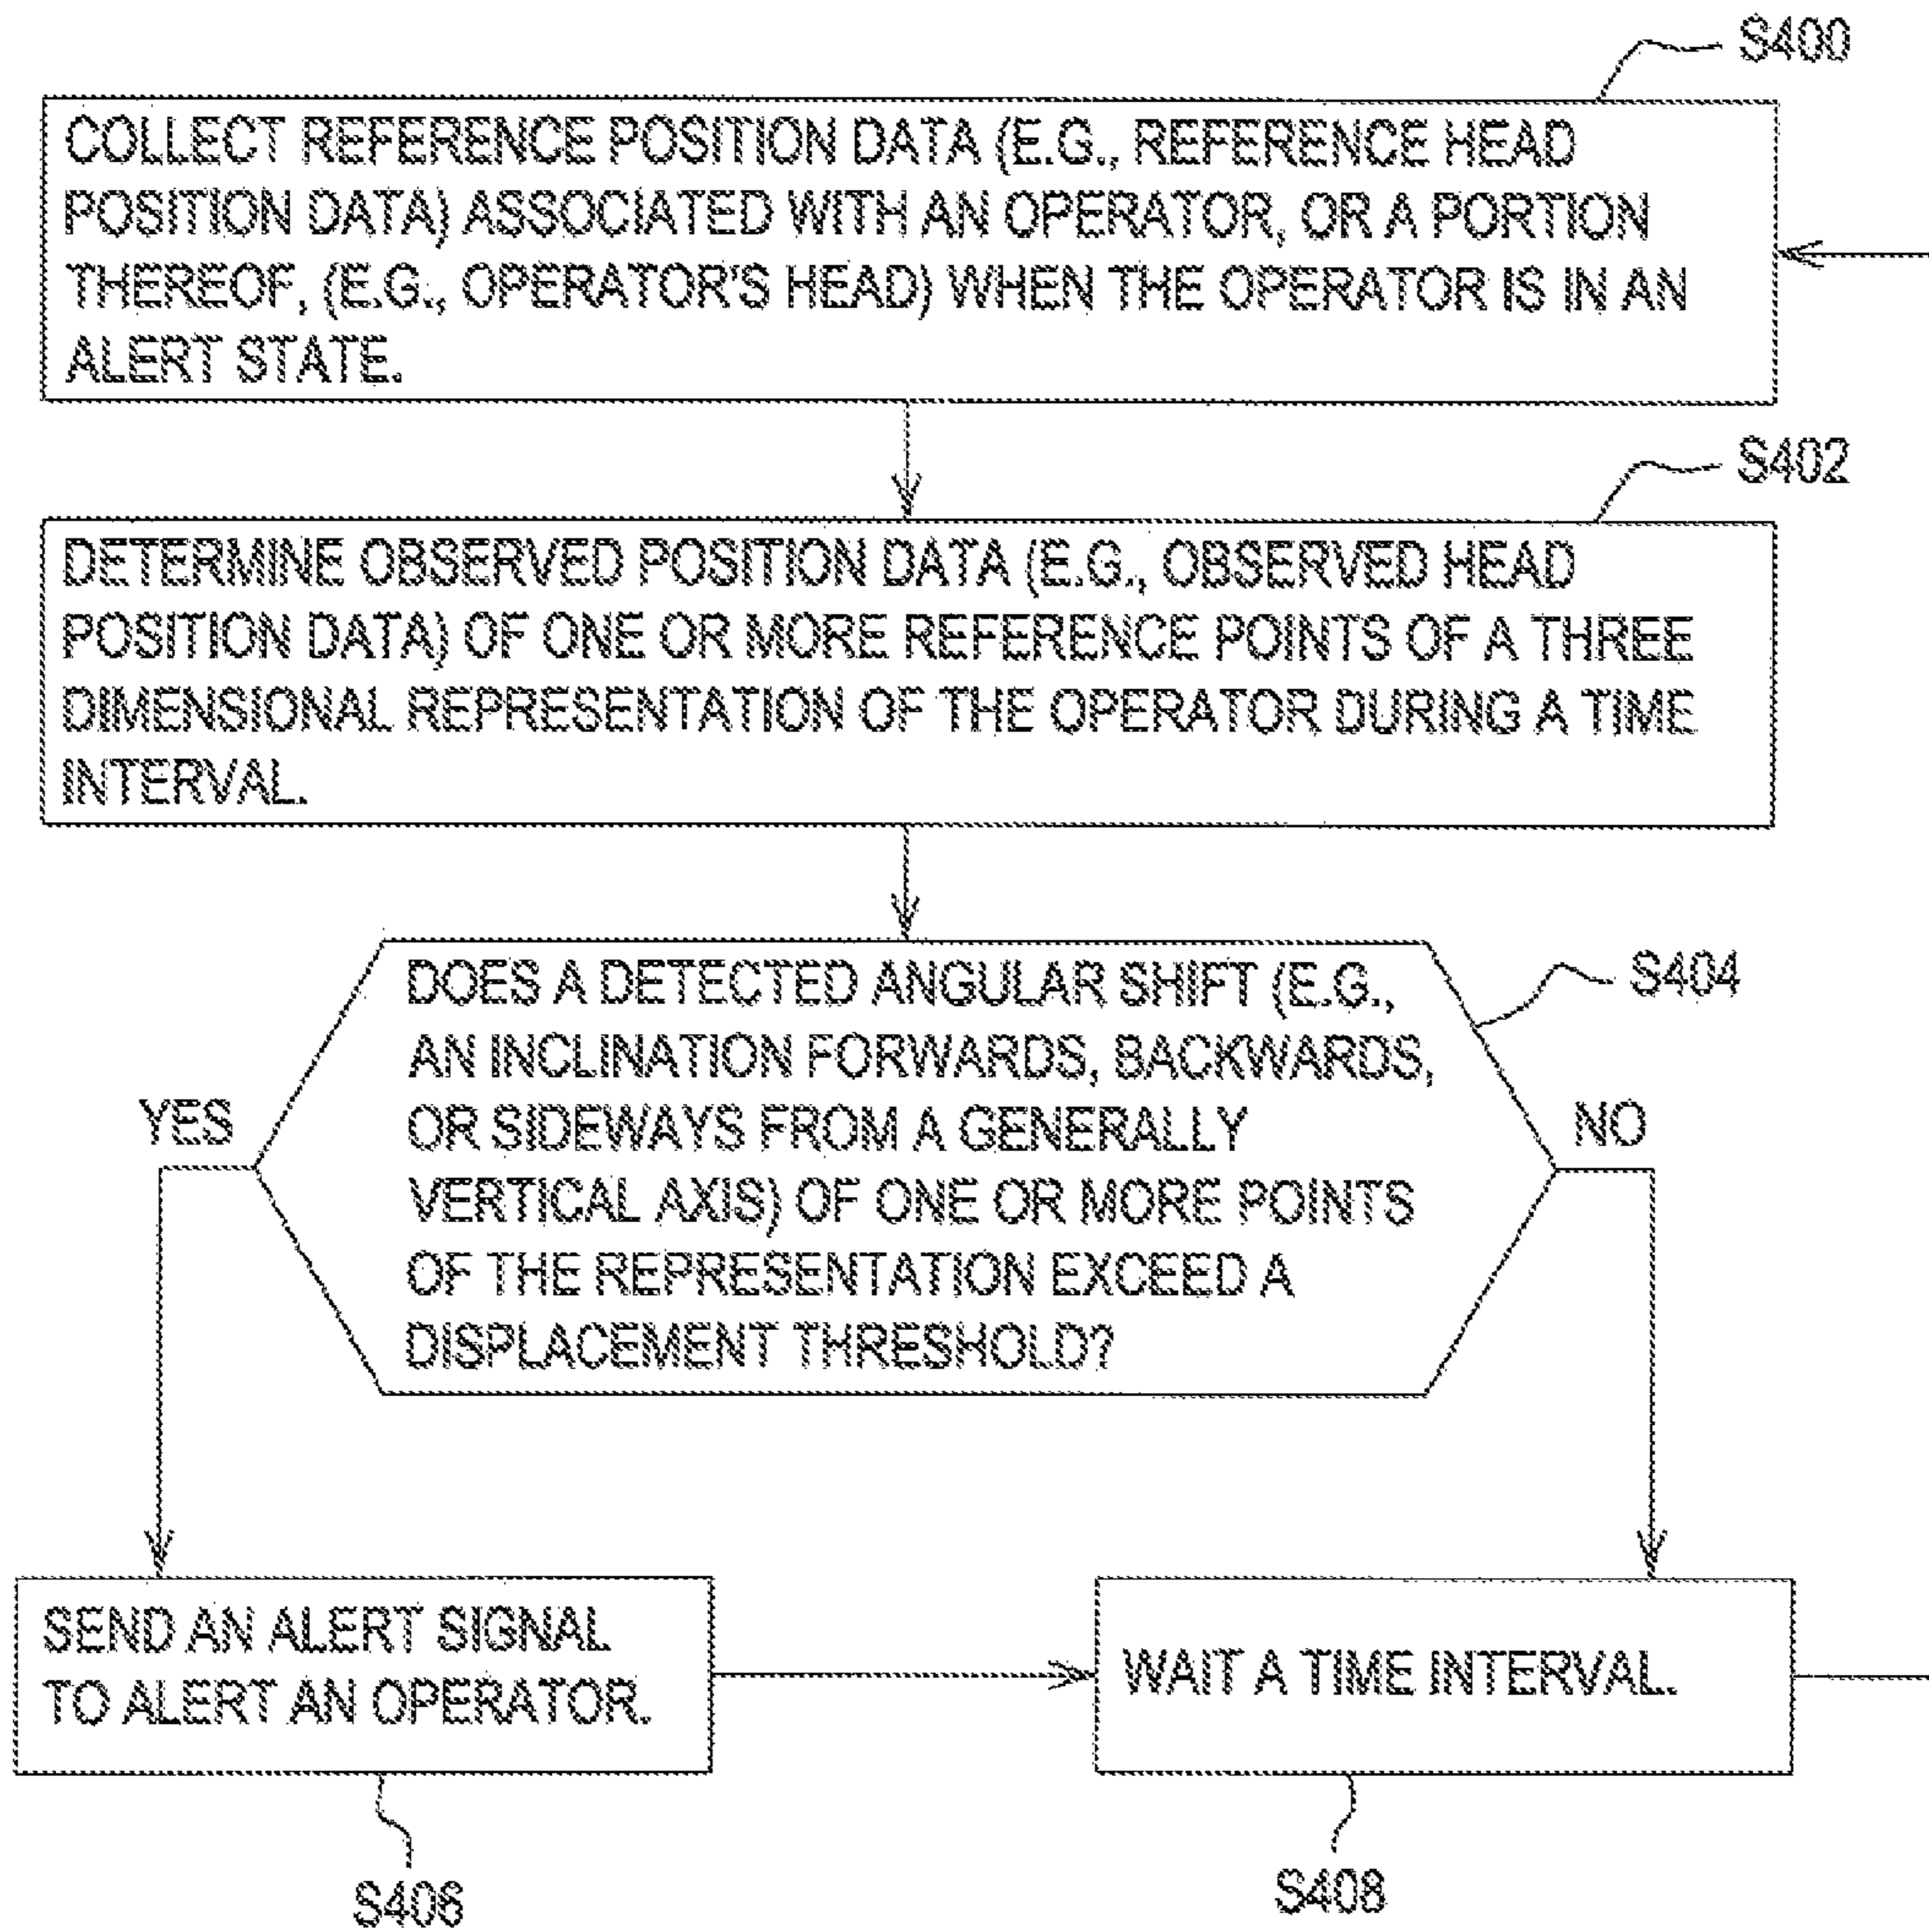 S400
COLLECT REFERENCE POSITION DATA (E.G., REFERENCE HEAD
POSITION DATA) ASSOCIATED WITH AN OPERATOR, OR A PORTION
THEREOF, (E.G., OPERATOR'S HEAD) WHEN THE OPERATOR IS IN AN
ALERT STATE.
S402
DETERMINE OBSERVED POSITION DATA (E.G., OBSERVED HEAD
POSITION DATA) OF ONE OR MORE REFERENCE POINTS OF A THREE
DIMENSIONAL REPRESENTATION OF THE OPERATOR DURING A TIME
INTERVAL.
S404
DOES A DETECTED ANGULAR SHIFT (E.G.,
AN INCLINATION FORWARDS, BACKWARDS,
OR SIDEWAYS FROM A GENERALLY
VERTICAL AXIS) OF ONE OR MORE POINTS
OF THE REPRESENTATION EXCEED A
DISPLACEMENT THRESHOLD?
YES
NO
SEND AN ALERT SIGNAL
TO ALERT AN OPERATOR.
WAIT A TIME INTERVAL.
S406
S408